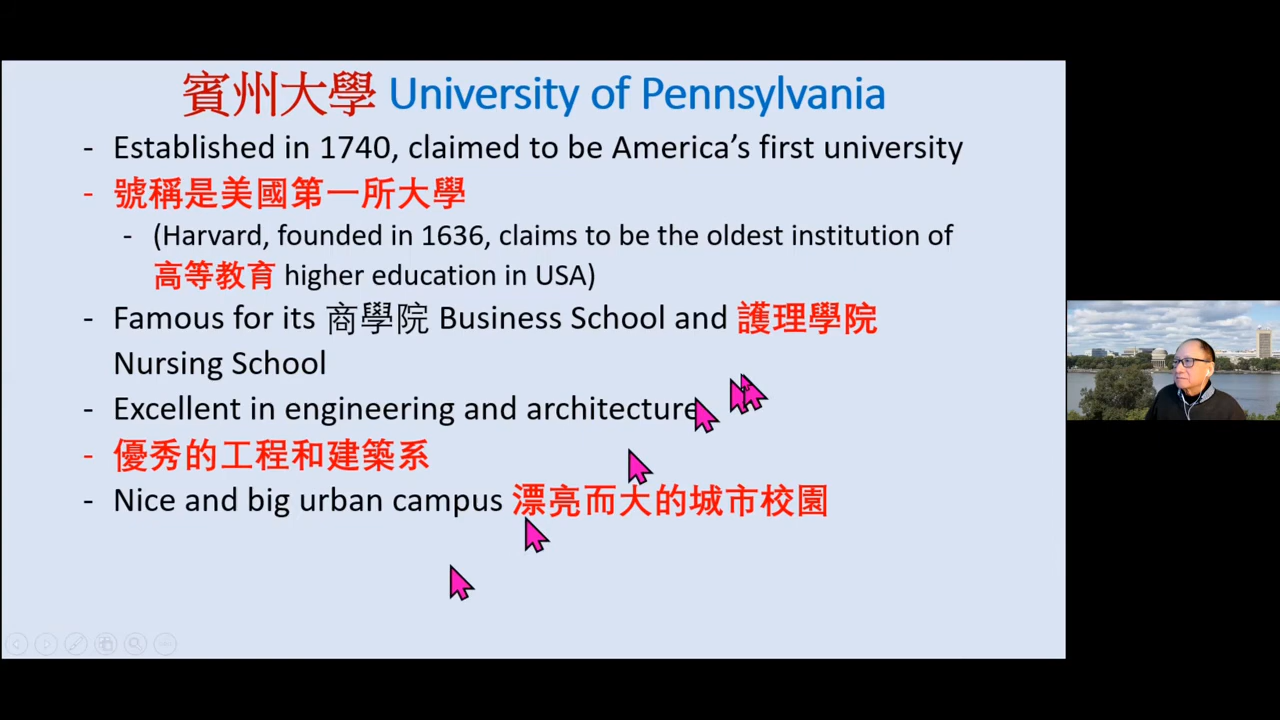 賓州大學 University of Pennsylvania
- Established in 1740, claimed to be America’s first university
- 號稱是美國第一所大學
- (Harvard, founded in 1636, claims to be the oldest institution of
高等教育 higher education in USA)
- Famous for its 商學院 Business School and 護理學院
Nursing School
- Excellent in engineering and architecture
- 優秀的工程和建築系
- Nice and big urban campus 漂亮而大的城市校園